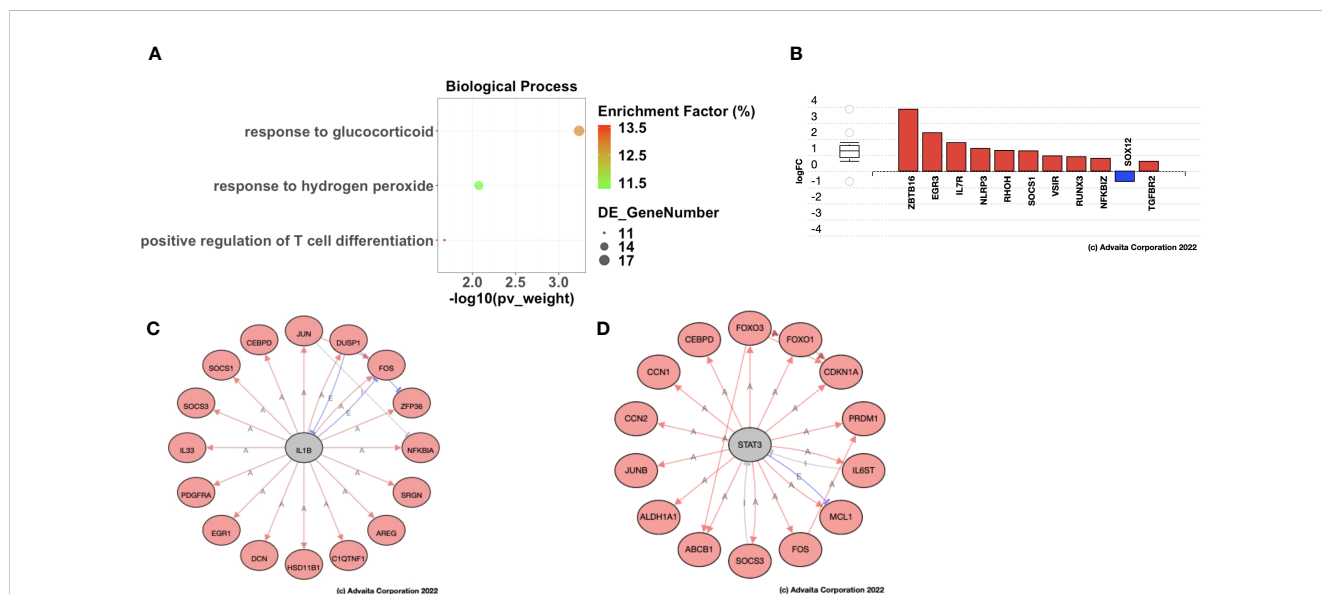 A
Biological Process
response to glucocorticoid
response to hydrogen peroxide
positive regulation of T cell differentiation
2.0 2.5 3.0
-log10(pv_weight)
Enrichment Factor (%)
13.5
12.5
11.5
DE_GeneNumber
11
14
17
B
logFC
4
3
2
1
0
-1
-2
-3
-4
ZBTB16
EGR3
IL7R
NLRP3
RHOH
SOCS1
VSIR
RUNX3
NFKBIZ
SOX12
TGFBR2
(c) Advaita Corporation 2022
C
JUN
DUSP1
FOS
ZFP36
NFKBIA
SRGN
AREG
C1QTNF1
HSD11B1
DCN
EGR1
PDGFRA
IL33
SOCS3
SOCS1
CEBPD
IL1B
A A A A A A A A A A A A A A A A
E E I
(c) Advaita Corporation 2022
D
FOXO3
FOXO1
CDKN1A
PRDM1
IL6ST
MCL1
FOS
SOCS3
ABCB1
ALDH1A1
JUNB
CCN2
CCN1
CEBPD
STAT3
A A A A A A A A A A A A A A A A
E I I
(c) Advaita Corporation 2022